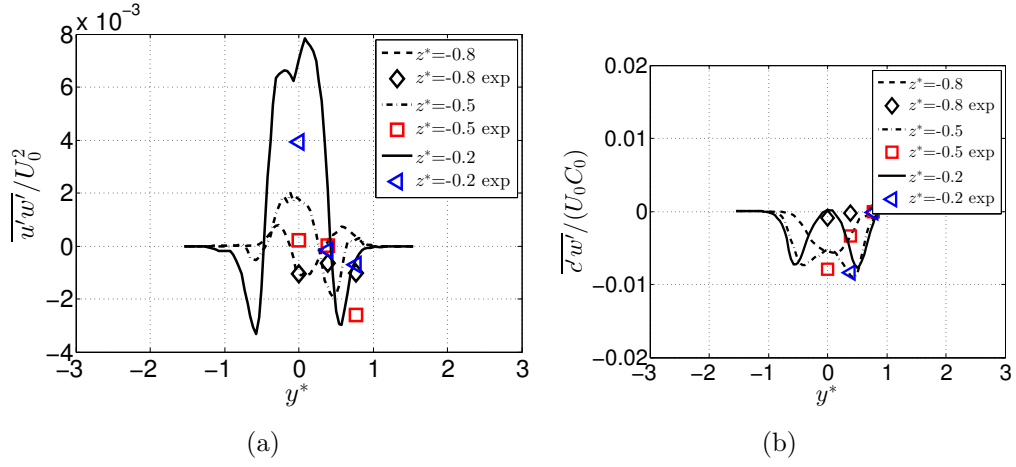 x 10⁻³
8
6
4
2
0
−2
−4
−3
−2
−1
0
1
2
3
y*
u'w'/U₀²
z*=-0.8
z*=-0.8 exp
z*=-0.5
z*=-0.5 exp
z*=-0.2
z*=-0.2 exp
(a)
0.02
0.01
0
−0.01
−0.02
−3
−2
−1
0
1
2
3
y*
c'w'/(U₀C₀)
z*=-0.8
z*=-0.8 exp
z*=-0.5
z*=-0.5 exp
z*=-0.2
z*=-0.2 exp
(b)